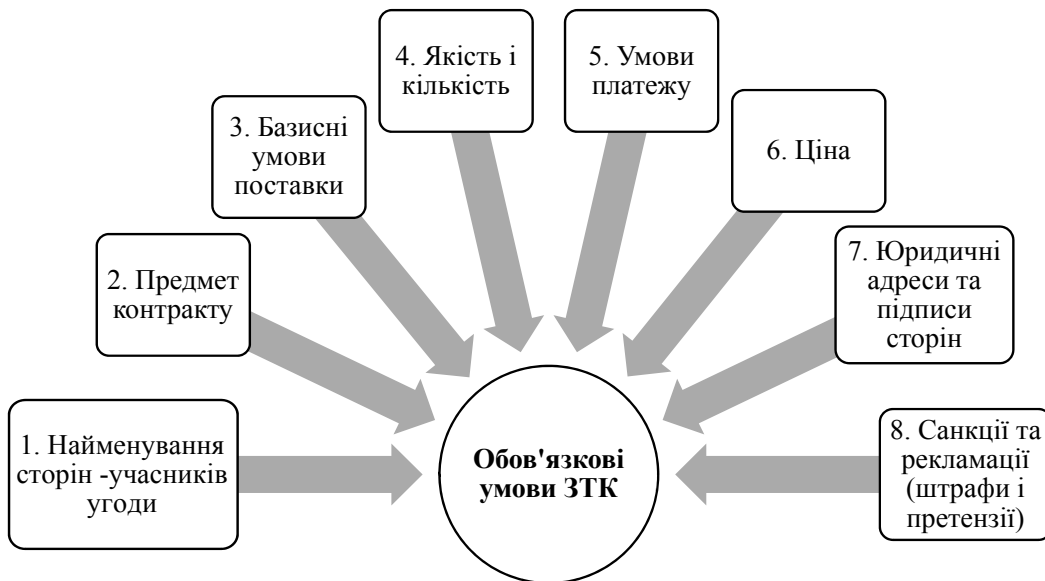 1. Найменування
сторін -учасників
угоди
2. Предмет
контракту
3. Базисні
умови
поставки
4. Якість і
кількість
5. Умови
платежу
6. Ціна
7. Юридичні
адреси та
підписи
сторін
8. Санкції та
рекламації
(штрафи і
претензії)
Обов'язкові
умови ЗТК